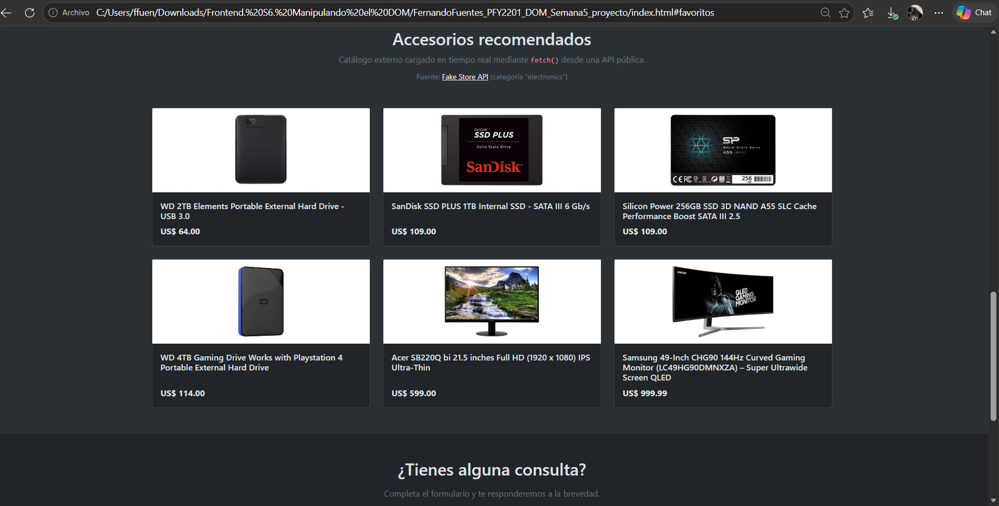 Archivo C:/Users/ffuen/Downloads/Frontend.%20S6.%20Manipulando%20el%20DOM/FernandoFuentes_PFY2201_DOM_Semana5_proyecto/index.html#favoritos
Chat
Accesorios recomendados
Catálogo externo cargado en tiempo real mediante fetch() desde una API pública.
Fuente: Fake Store API (categoría "electronics")
SanDisk
SSD PLUS
Solid State Drive
SanDisk
SP
SOLID STATE DRIVE
A55
256
GB
WD 2TB Elements Portable External Hard Drive -
USB 3.0
US$ 64.00
SanDisk SSD PLUS 1TB Internal SSD - SATA III 6 Gb/s
US$ 109.00
Silicon Power 256GB SSD 3D NAND A55 SLC Cache
Performance Boost SATA III 2.5
US$ 109.00
WD
SAMSUNG
QLED
GAMING
MONITOR
WD 4TB Gaming Drive Works with Playstation 4
Portable External Hard Drive
US$ 114.00
Acer SB220Q bi 21.5 inches Full HD (1920 x 1080) IPS
Ultra-Thin
US$ 599.00
Samsung 49-Inch CHG90 144Hz Curved Gaming
Monitor (LC49HG90DMNXZA) – Super Ultrawide
Screen QLED
US$ 999.99
¿Tienes alguna consulta?
Completa el formulario y te responderemos a la brevedad.